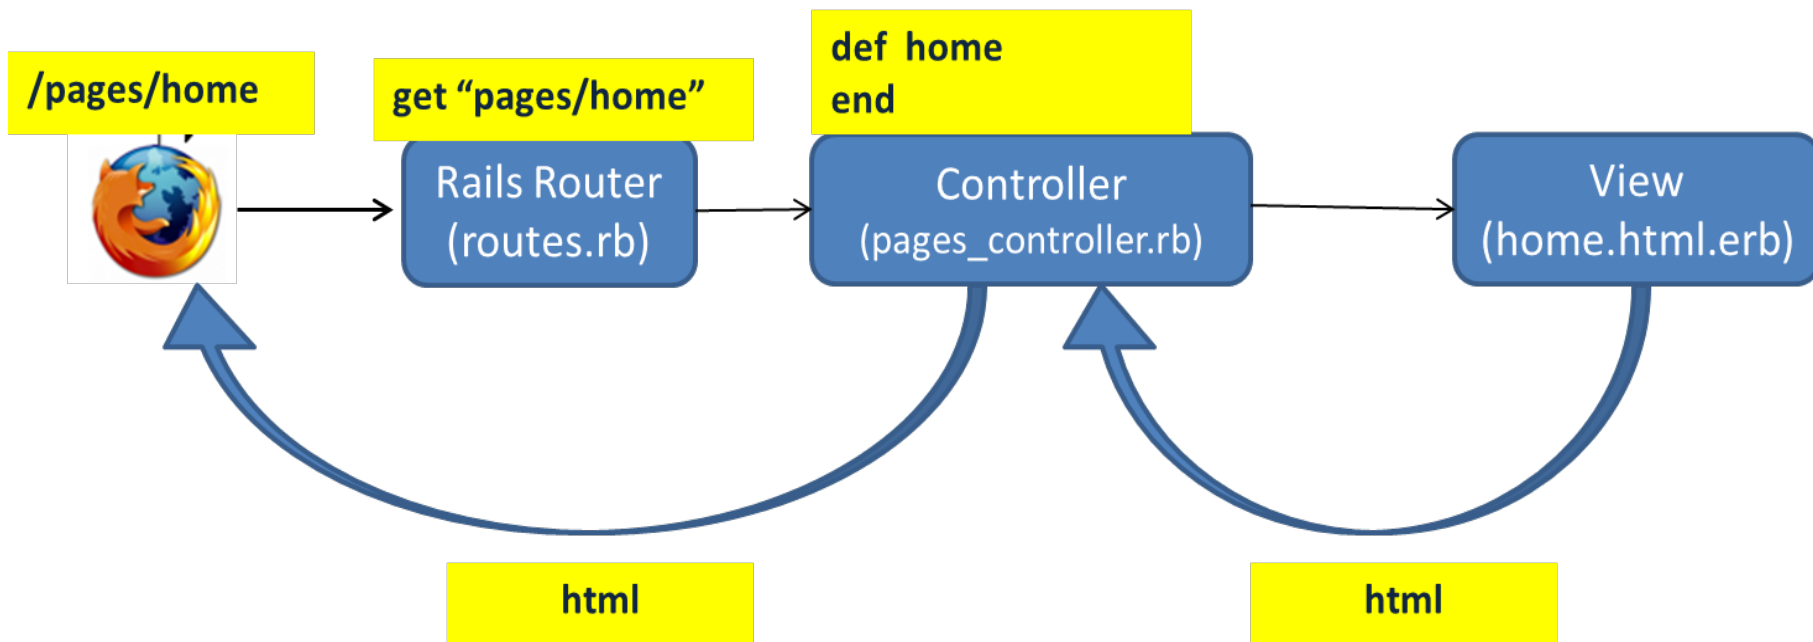 /pages/home
get “pages/home”
def home
end
Rails Router
(routes.rb)
Controller
(pages_controller.rb)
View
(home.html.erb)
html
html